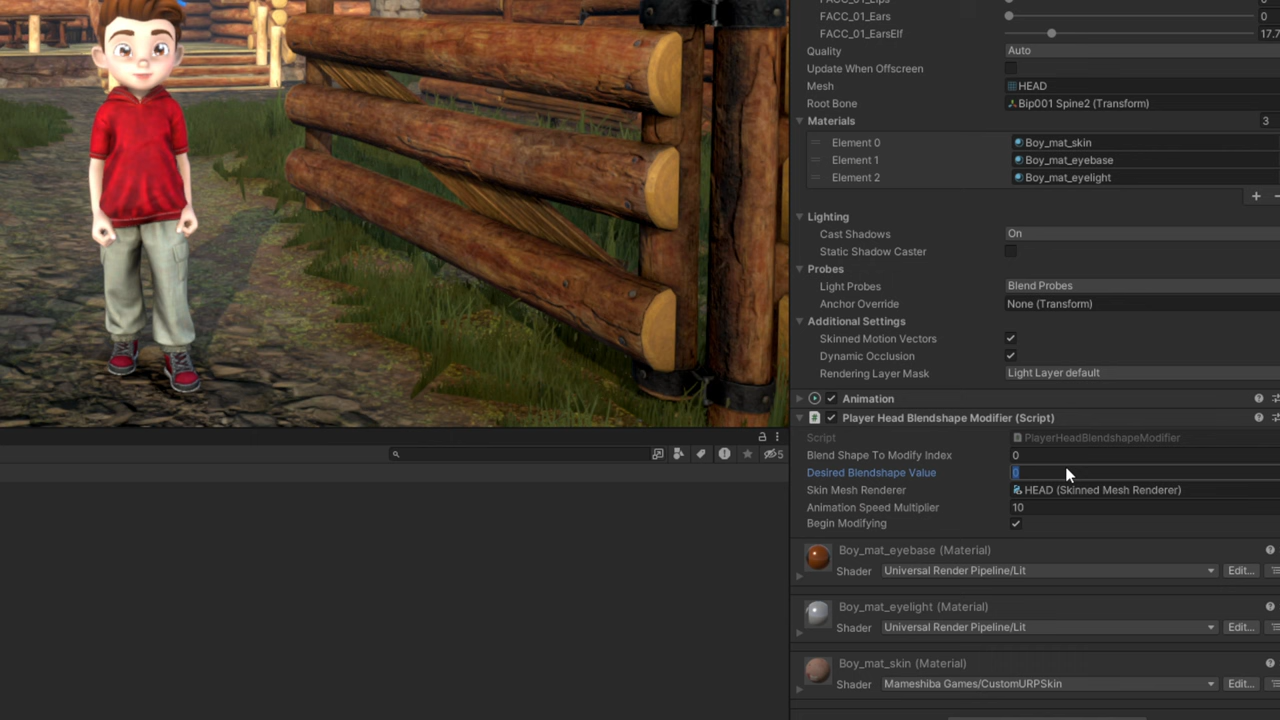 FACC_01_Lips 0
FACC_01_Ears 0
FACC_01_EarsElf 17.7
Quality Auto
Update When Offscreen
Mesh HEAD
Root Bone Bip001 Spine2 (Transform)
Materials 3
Element 0 Boy_mat_skin
Element 1 Boy_mat_eyebase
Element 2 Boy_mat_eyelight
+ −
Lighting
Cast Shadows On
Static Shadow Caster
Probes
Light Probes Blend Probes
Anchor Override None (Transform)
Additional Settings
Skinned Motion Vectors
Dynamic Occlusion
Rendering Layer Mask Light Layer default
Animation
# Player Head Blendshape Modifier (Script)
Script PlayerHeadBlendshapeModifier
Blend Shape To Modify Index 0
Desired Blendshape Value 0
Skin Mesh Renderer HEAD (Skinned Mesh Renderer)
Animation Speed Multiplier 10
Begin Modifying
5
Boy_mat_eyebase (Material)
Shader Universal Render Pipeline/Lit Edit...
Boy_mat_eyelight (Material)
Shader Universal Render Pipeline/Lit Edit...
Boy_mat_skin (Material)
Shader Mameshiba Games/CustomURPSkin Edit...